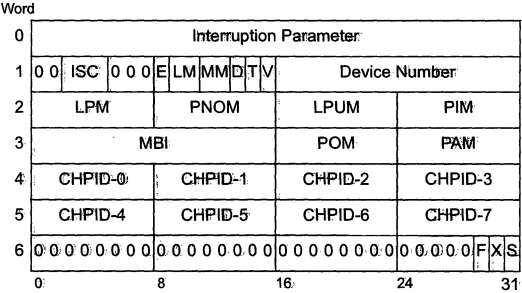 Word
0 Interruption Parameter
1 0 0 ISC 0 0 0 E LM MM D T V Device Number
2 LPM PNOM LPUM PIM
3 MBI POM PAM
4 CHPID-0 CHPID-1 CHPID-2 CHPID-3
5 CHPID-4 CHPID-5 CHPID-6 CHPID-7
6 0 0 0 0 0 0 0 0 0 0 0 0 0 0 0 0 0 0 0 0 0 0 0 0 0 0 0 0 0 F X S
0 8 16 24 31